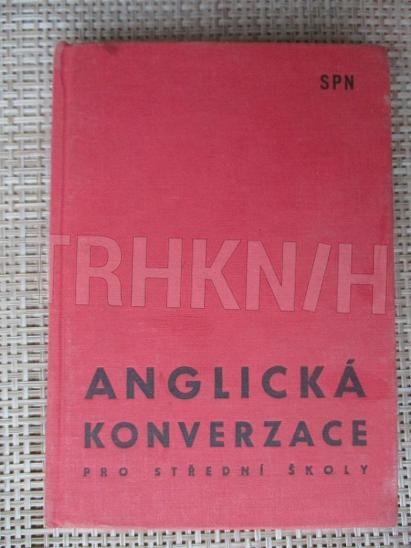 SPN
TRHKN/H
ANGLICKÁ
KONVERZACE
PRO STŘEDNÍ ŠKOLY